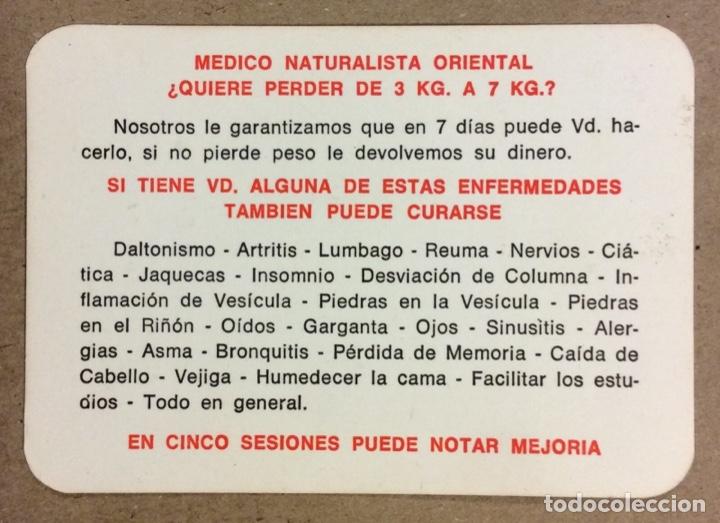 MEDICO NATURALISTA ORIENTAL
¿QUIERE PERDER DE 3 KG. A 7 KG.?
Nosotros le garantizamos que en 7 días puede Vd. ha-
cerlo, si no pierde peso le devolvemos su dinero.
SI TIENE VD. ALGUNA DE ESTAS ENFERMEDADES
TAMBIEN PUEDE CURARSE
Daltonismo - Artritis - Lumbago - Reuma - Nervios - Ciá-
tica - Jaquecas - Insomnio - Desviación de Columna - In-
flamación de Vesícula - Piedras en la Vesícula - Piedras
en el Riñón - Oídos - Garganta - Ojos - Sinusìtis - Aler-
gias - Asma - Bronquitis - Pérdida de Memoria - Caída de
Cabello - Vejiga - Humedecer la cama - Facilitar los estu-
dios - Todo en general.
EN CINCO SESIONES PUEDE NOTAR MEJORIA
todocoleccion